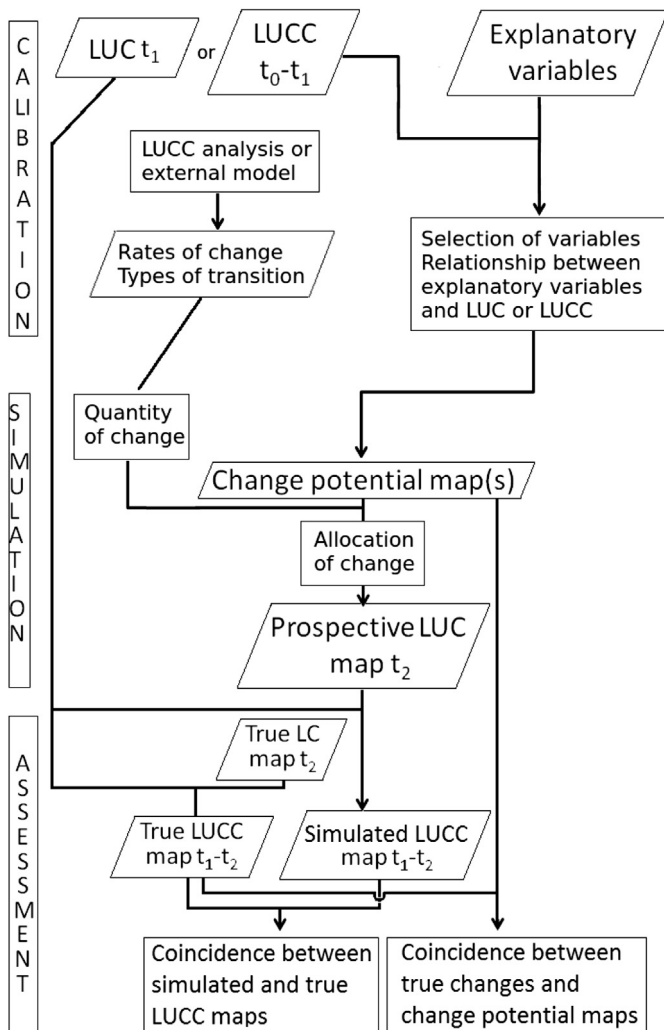 CALIBRATION
LUC t₁
or
LUCC
t₀-t₁
Explanatory
variables
LUCC analysis or
external model
Rates of change
Types of transition
Selection of variables
Relationship between
explanatory variables
and LUC or LUCC
SIMULATION
Quantity
of change
Change potential map(s)
Allocation
of change
Prospective LUC
map t₂
ASSESSMENT
True LC
map t₂
True LUCC
map t₁-t₂
Simulated LUCC
map t₁-t₂
Coincidence between
simulated and true
LUCC maps
Coincidence between
true changes and
change potential maps